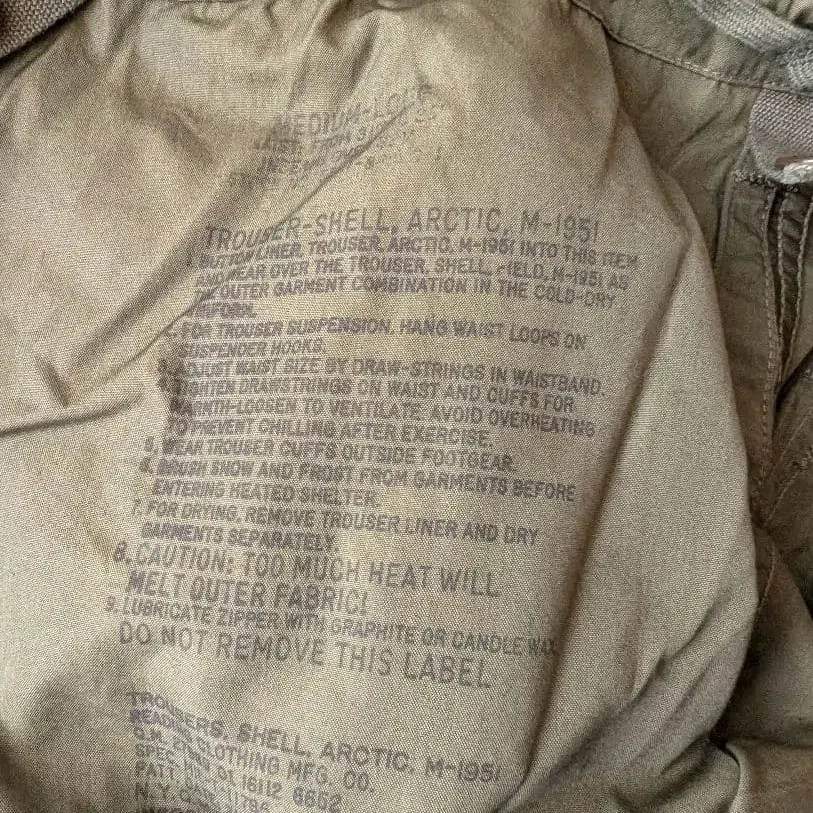 MEDIUM-LONG
WAIST: FROM
TROUSER-SHELL, ARCTIC, M-1951
1. BUTTON LINER, TROUSER, ARCTIC, M-1951 INTO THIS ITEM
AND WEAR OVER THE TROUSER, SHELL, FIELD, M-1951 AS
THE OUTER GARMENT COMBINATION IN THE COLD-DRY
UNIFORM.
2. FOR TROUSER SUSPENSION, HANG WAIST LOOPS ON
SUSPENDER HOOKS.
3. ADJUST WAIST SIZE BY DRAW-STRINGS IN WAISTBAND.
4. TIGHTEN DRAWSTRINGS ON WAIST AND CUFFS FOR
WARMTH-LOOSEN TO VENTILATE. AVOID OVERHEATING
TO PREVENT CHILLING AFTER EXERCISE.
5. WEAR TROUSER CUFFS OUTSIDE FOOTGEAR.
6. BRUSH SNOW AND FROST FROM GARMENTS BEFORE
ENTERING HEATED SHELTER.
7. FOR DRYING, REMOVE TROUSER LINER AND DRY
GARMENTS SEPARATELY.
8. CAUTION: TOO MUCH HEAT WILL
MELT OUTER FABRIC!
9. LUBRICATE ZIPPER WITH GRAPHITE OR CANDLE WAX.
DO NOT REMOVE THIS LABEL
TROUSERS, SHELL, ARCTIC, M-1951
READING CLOTHING MFG. CO.
Q.M. OI 16112 6652
SPEC
PATT
N.Y.